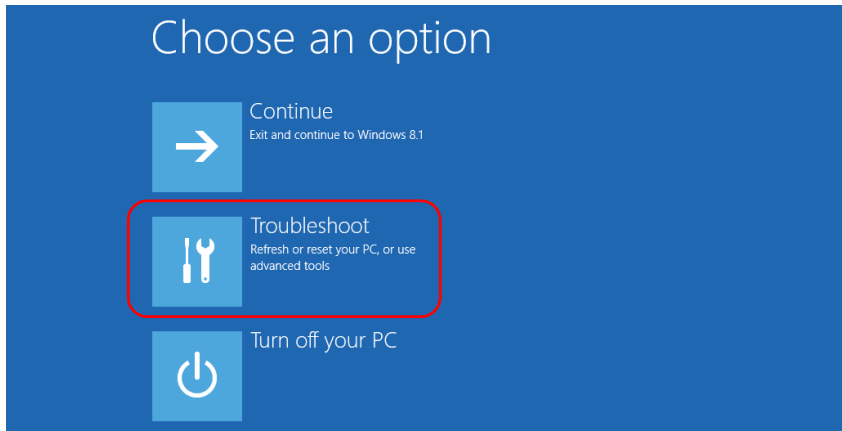 Choose an option
Continue
Exit and continue to Windows 8.1
Troubleshoot
Refresh or reset your PC, or use
advanced tools
Turn off your PC